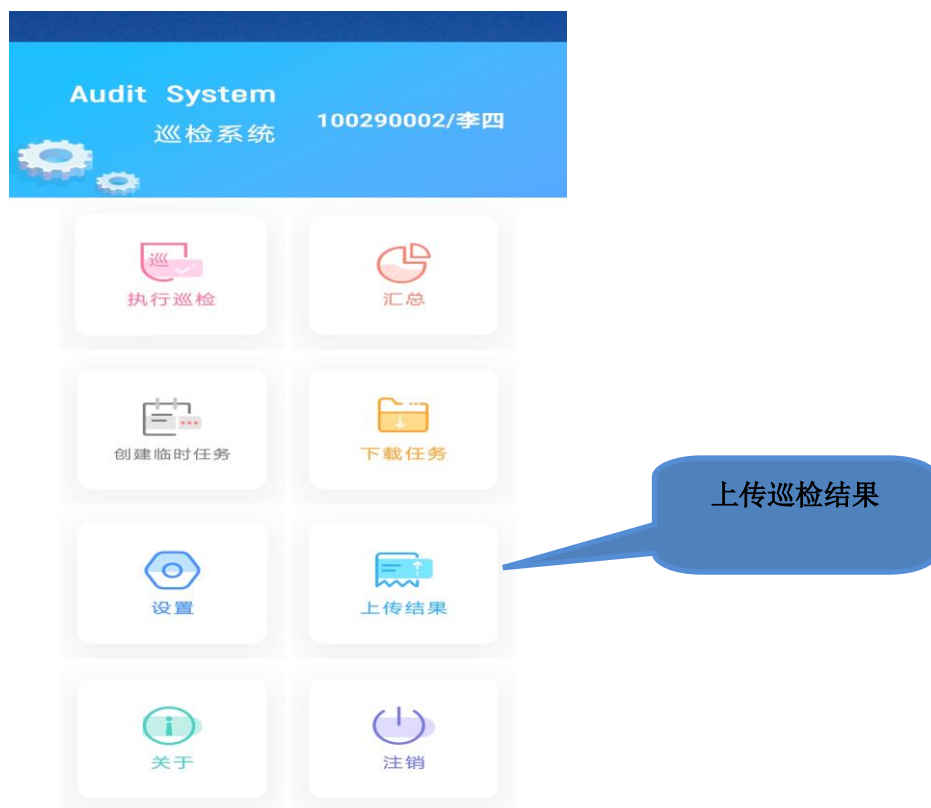 Audit System
巡检系统
100290002/李四
巡
执行巡检
汇总
创建临时任务
下载任务
设置
上传结果
上传巡检结果
关于
注销